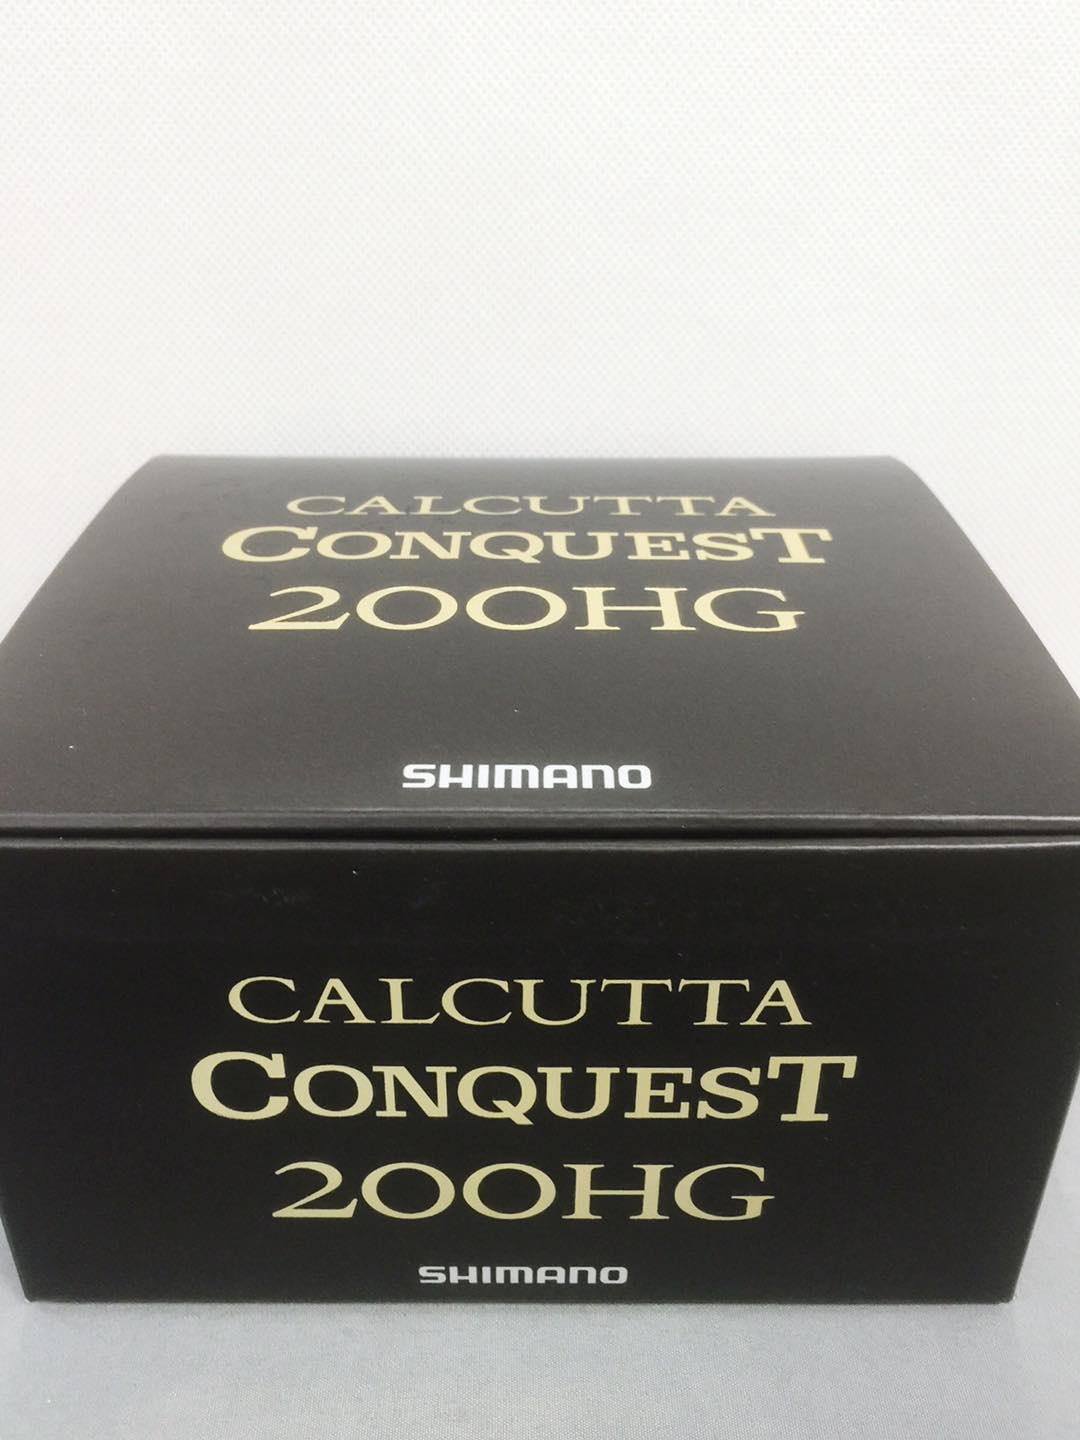 CALCUTTA
CONQUEST
200HG
SHIMANO
CALCUTTA
CONQUEST
200HG
SHIMANO